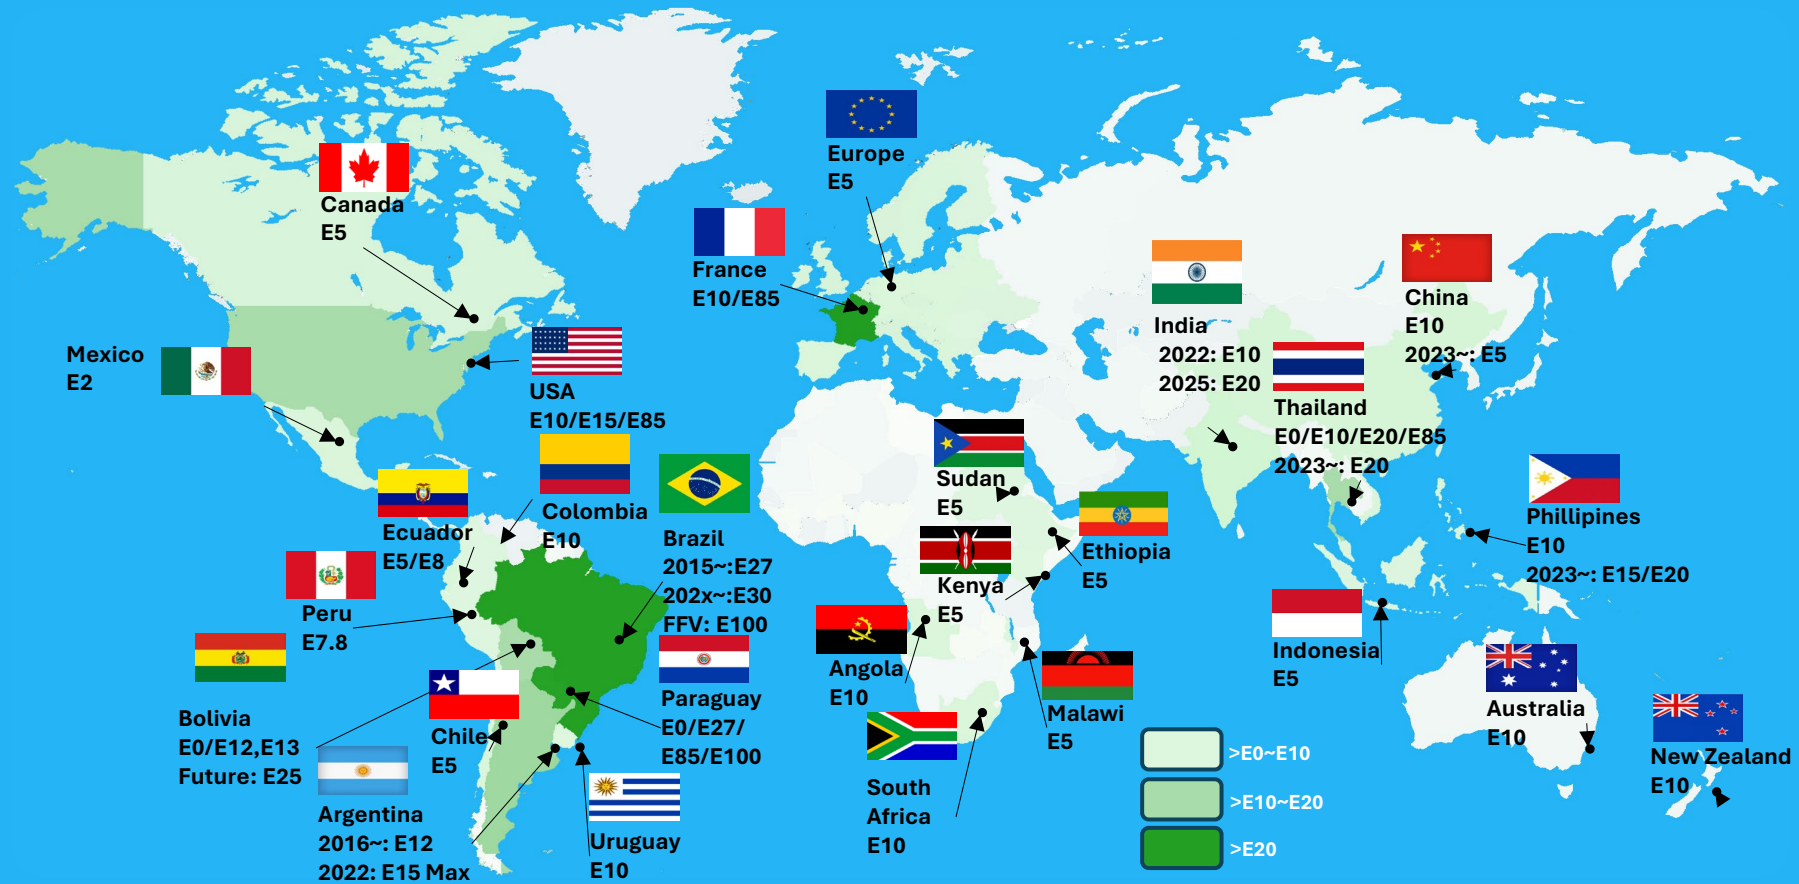 Canada
E5
Europe
E5
France
E10/E85
India
2022: E10
2025: E20
China
E10
2023~: E5
Mexico
E2
USA
E10/E15/E85
Thailand
E0/E10/E20/E85
2023~: E20
Sudan
E5
Ecuador
E5/E8
Colombia
E10
Brazil
2015~:E27
202x~:E30
FFV: E100
Ethiopia
E5
Kenya
E5
Phillipines
E10
2023~: E15/E20
Peru
E7.8
Angola
E10
Malawi
E5
Indonesia
E5
Australia
E10
New Zealand
E10
Bolivia
E0/E12,E13
Future: E25
Chile
E5
Paraguay
E0/E27/
E85/E100
Argentina
2016~: E12
2022: E15 Max
Uruguay
E10
South
Africa
E10
>E0~E10
>E10~E20
>E20